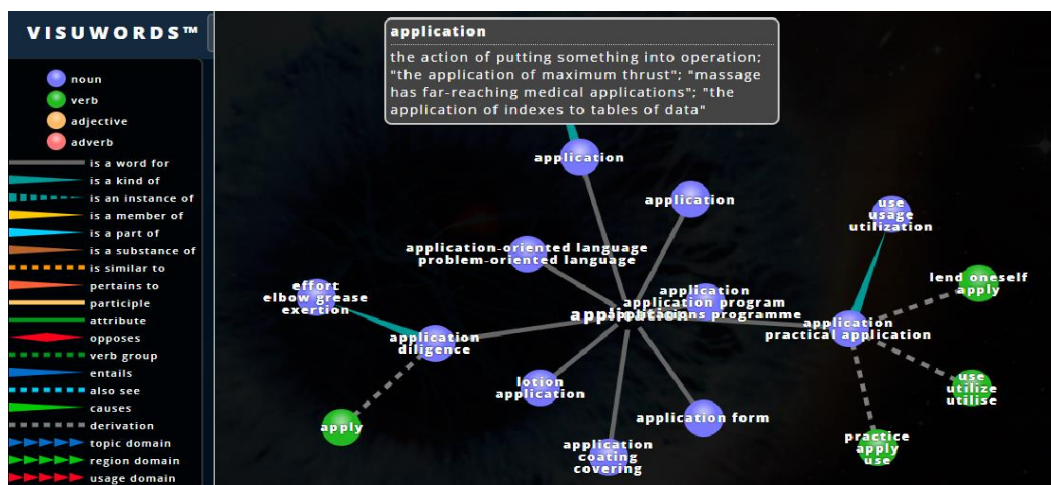 VISUWORDS™
noun
verb
adjective
adverb
is a word for
is a kind of
is an instance of
is a member of
is a part of
is a substance of
is similar to
pertains to
participle
attribute
opposes
verb group
entails
also see
causes
derivation
topic domain
region domain
usage domain
application
the action of putting something into operation;
"the application of maximum thrust"; "massage
has far-reaching medical applications"; "the
application of indexes to tables of data"
application
application
use
usage
utilization
application-oriented language
problem-oriented language
lend oneself
apply
effort
elbow grease
exertion
application
application program
applications programme
application
application
practical application
application
diligence
lotion
application
use
utilize
utilise
application form
apply
practice
apply
use
application
coating
covering